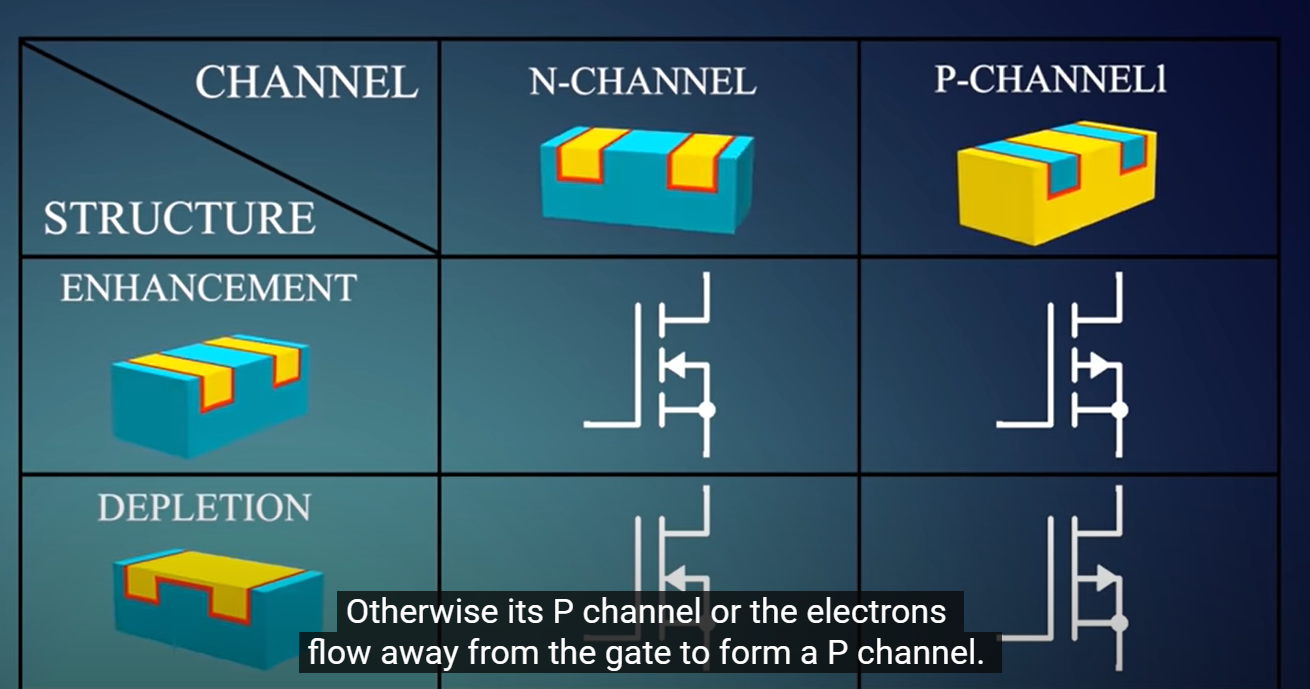 CHANNEL
N-CHANNEL
P-CHANNEL1
STRUCTURE
ENHANCEMENT
DEPLETION
Otherwise its P channel or the electrons
flow away from the gate to form a P channel.